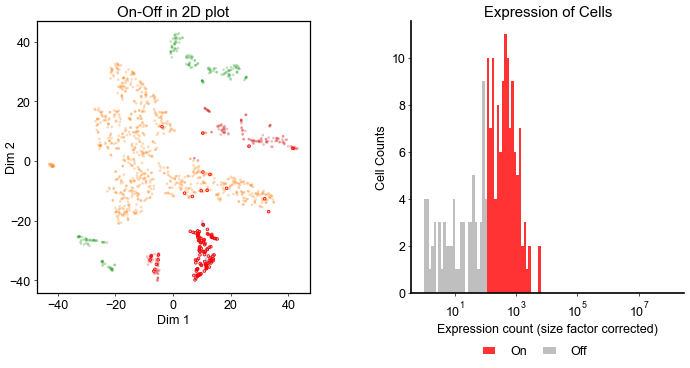 On-Off in 2D plot
40
20
0
−20
−40
Dim 2
−40 −20 0 20 40
Dim 1
Expression of Cells
10
8
6
4
2
0
Cell Counts
10^1 10^3 10^5 10^7
Expression count (size factor corrected)
On Off